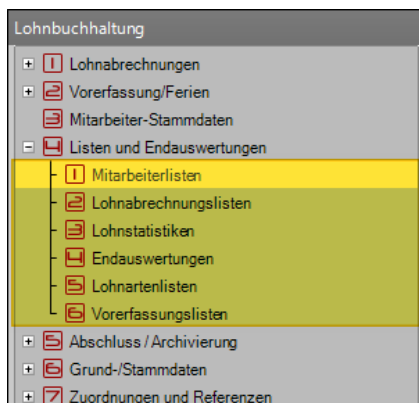 Lohnbuchhaltung
1 Lohnabrechnungen
2 Vorerfassung/Ferien
3 Mitarbeiter-Stammdaten
4 Listen und Endauswertungen
1 Mitarbeiterlisten
2 Lohnabrechnungslisten
3 Lohnstatistiken
4 Endauswertungen
5 Lohnartenlisten
6 Vorerfassungslisten
5 Abschluss / Archivierung
6 Grund-/Stammdaten
7 Zuordnungen und Referenzen